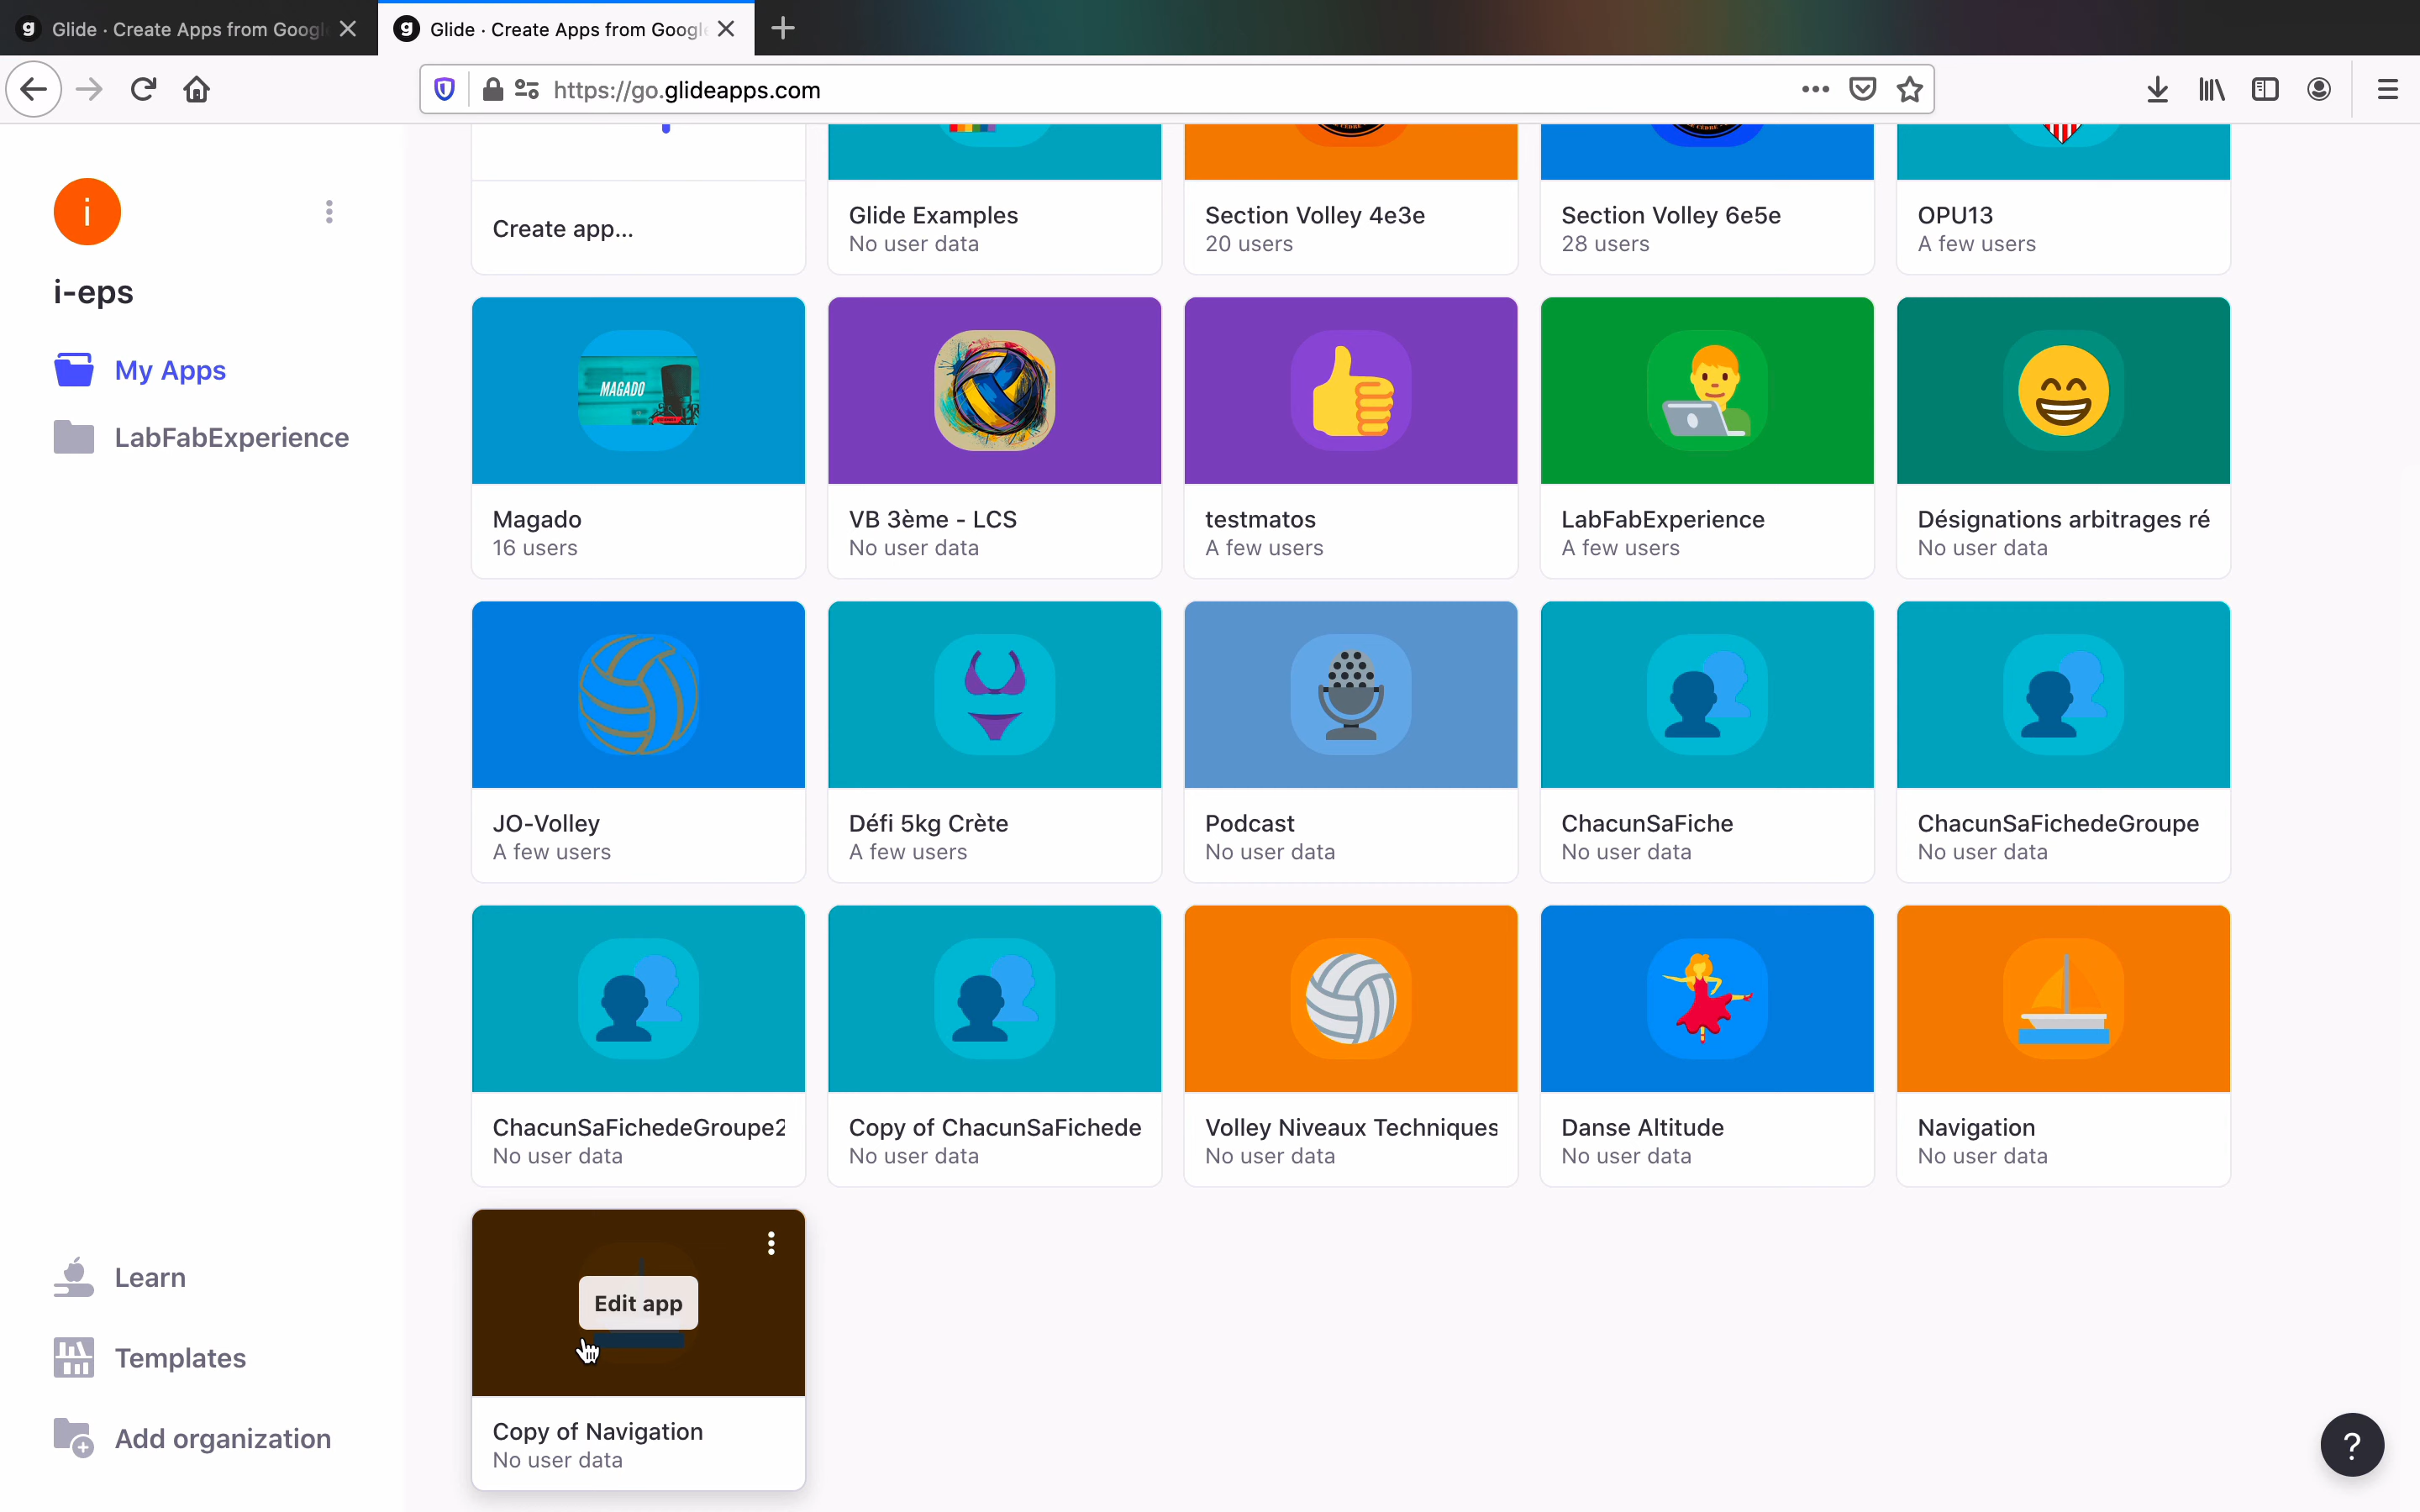 g Glide · Create Apps from Googl
g Glide · Create Apps from Googl
https://go.glideapps.com
i
i-eps
My Apps
LabFabExperience
Learn
Templates
Add organization
Create app...
Glide Examples
No user data
Section Volley 4e3e
20 users
Section Volley 6e5e
28 users
OPU13
A few users
MAGADO
Magado
16 users
VB 3ème - LCS
No user data
testmatos
A few users
LabFabExperience
A few users
Désignations arbitrages ré
No user data
JO-Volley
A few users
Défi 5kg Crète
A few users
Podcast
No user data
ChacunSaFiche
No user data
ChacunSaFichedeGroupe
No user data
ChacunSaFichedeGroupe2
No user data
Copy of ChacunSaFichede
No user data
Volley Niveaux Techniques
No user data
Danse Altitude
No user data
Navigation
No user data
Edit app
Copy of Navigation
No user data
?